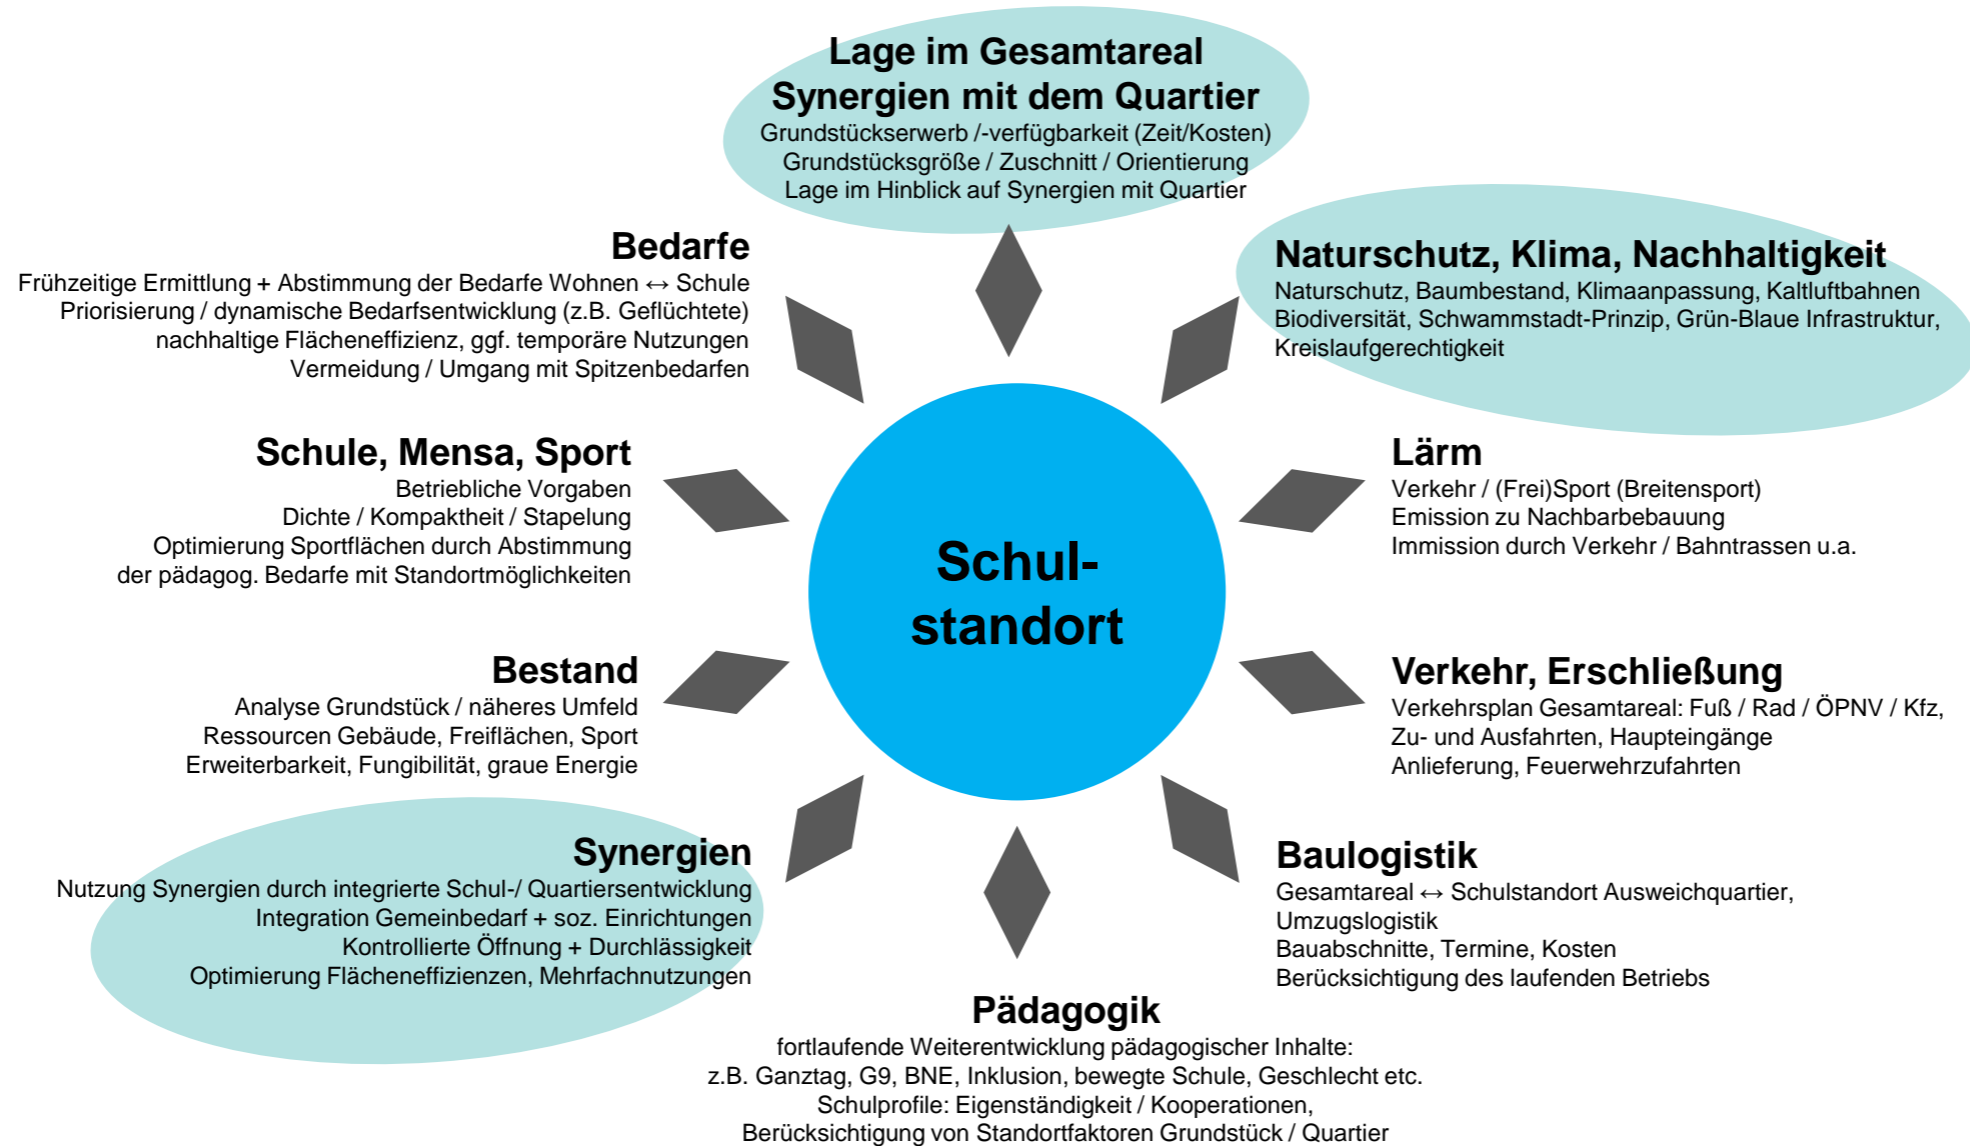 Lage im Gesamtareal
Synergien mit dem Quartier
Grundstückserwerb /-verfügbarkeit (Zeit/Kosten)
Grundstücksgröße / Zuschnitt / Orientierung
Lage im Hinblick auf Synergien mit Quartier
Bedarfe
Frühzeitige Ermittlung + Abstimmung der Bedarfe Wohnen ↔ Schule
Priorisierung / dynamische Bedarfsentwicklung (z.B. Geflüchtete)
nachhaltige Flächeneffizienz, ggf. temporäre Nutzungen
Vermeidung / Umgang mit Spitzenbedarfen
Naturschutz, Klima, Nachhaltigkeit
Naturschutz, Baumbestand, Klimaanpassung, Kaltluftbahnen
Biodiversität, Schwammstadt-Prinzip, Grün-Blaue Infrastruktur,
Kreislaufgerechtigkeit
Schule, Mensa, Sport
Betriebliche Vorgaben
Dichte / Kompaktheit / Stapelung
Optimierung Sportflächen durch Abstimmung
der pädagog. Bedarfe mit Standortmöglichkeiten
Lärm
Verkehr / (Frei)Sport (Breitensport)
Emission zu Nachbarbebauung
Immission durch Verkehr / Bahntrassen u.a.
Schul-
standort
Bestand
Analyse Grundstück / näheres Umfeld
Ressourcen Gebäude, Freiflächen, Sport
Erweiterbarkeit, Fungibilität, graue Energie
Verkehr, Erschließung
Verkehrsplan Gesamtareal: Fuß / Rad / ÖPNV / Kfz,
Zu- und Ausfahrten, Haupteingänge
Anlieferung, Feuerwehrzufahrten
Synergien
Nutzung Synergien durch integrierte Schul-/ Quartiersentwicklung
Integration Gemeinbedarf + soz. Einrichtungen
Kontrollierte Öffnung + Durchlässigkeit
Optimierung Flächeneffizienzen, Mehrfachnutzungen
Baulogistik
Gesamtareal ↔ Schulstandort Ausweichquartier,
Umzugslogistik
Bauabschnitte, Termine, Kosten
Berücksichtigung des laufenden Betriebs
Pädagogik
fortlaufende Weiterentwicklung pädagogischer Inhalte:
z.B. Ganztag, G9, BNE, Inklusion, bewegte Schule, Geschlecht etc.
Schulprofile: Eigenständigkeit / Kooperationen,
Berücksichtigung von Standortfaktoren Grundstück / Quartier